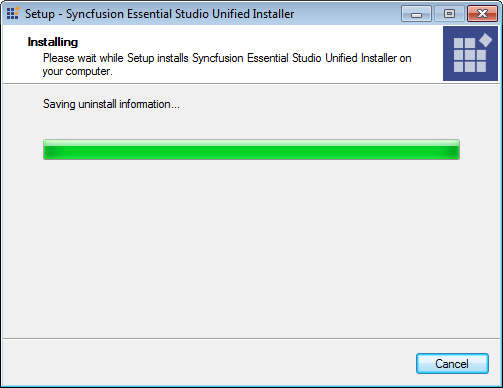 Setup - Syncfusion Essential Studio Unified Installer
Installing
Please wait while Setup installs Syncfusion Essential Studio Unified Installer on
your computer.
Saving uninstall information...
Cancel